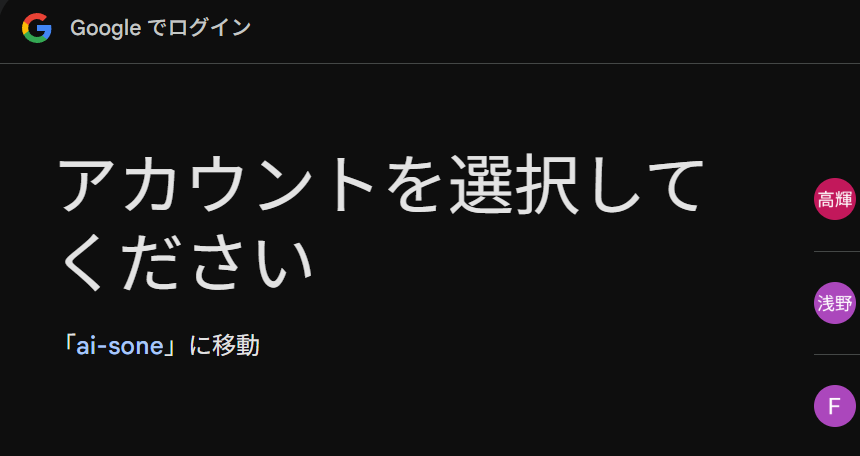 Google でログイン
アカウントを選択して
ください
「ai-sone」に移動
高輝
浅野
F